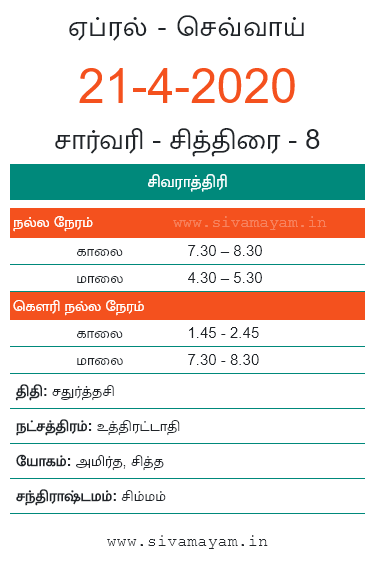 ஏப்ரல் - செவ்வாய்
21-4-2020
சார்வரி - சித்திரை - 8
சிவராத்திரி
நல்ல நேரம் www.sivamayam.in
காலை 7.30 – 8.30
மாலை 4.30 – 5.30
கௌரி நல்ல நேரம்
காலை 1.45 - 2.45
மாலை 7.30 - 8.30
திதி: சதுர்த்தசி
நட்சத்திரம்: உத்திரட்டாதி
யோகம்: அமிர்த, சித்த
சந்திராஷ்டமம்: சிம்மம்
www.sivamayam.in